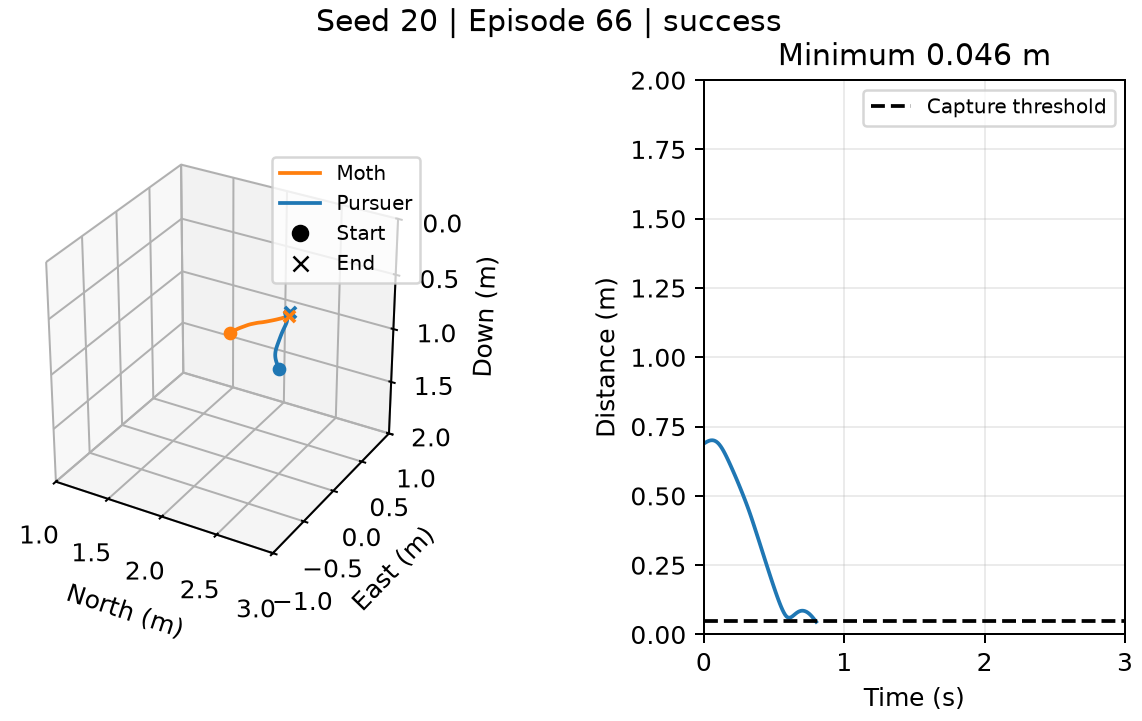 Seed 20 | Episode 66 | success
Moth
Pursuer
Start
End
0.0
0.5
1.0
1.5
2.0
Down (m)
1.0
1.5
2.0
2.5
3.0
North (m)
−1.0
−0.5
0.0
0.5
1.0
East (m)
Minimum 0.046 m
Capture threshold
2.00
1.75
1.50
1.25
1.00
0.75
0.50
0.25
0.00
Distance (m)
0 1 2 3
Time (s)